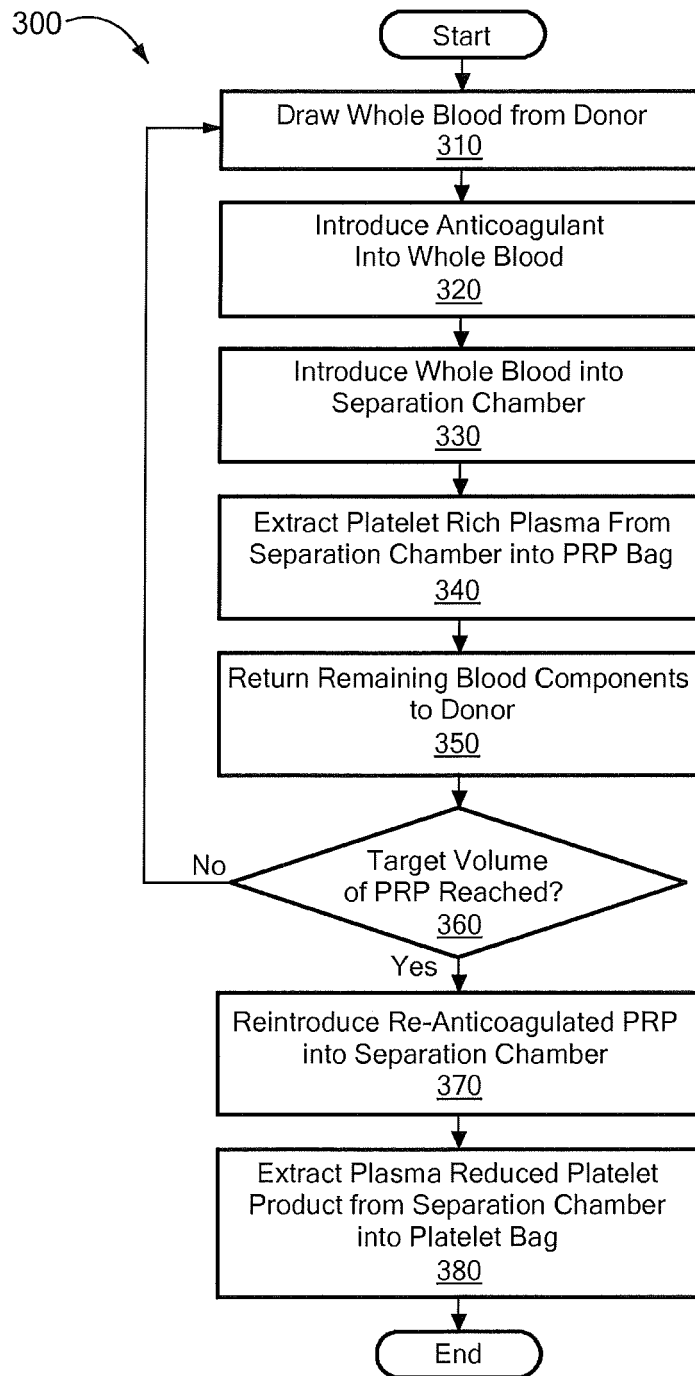 300
Start
Draw Whole Blood from Donor
310
Introduce Anticoagulant
Into Whole Blood
320
Introduce Whole Blood into
Separation Chamber
330
Extract Platelet Rich Plasma From
Separation Chamber into PRP Bag
340
Return Remaining Blood Components
to Donor
350
No
Target Volume
of PRP Reached?
360
Yes
Reintroduce Re-Anticoagulated PRP
into Separation Chamber
370
Extract Plasma Reduced Platelet
Product from Separation Chamber
into Platelet Bag
380
End